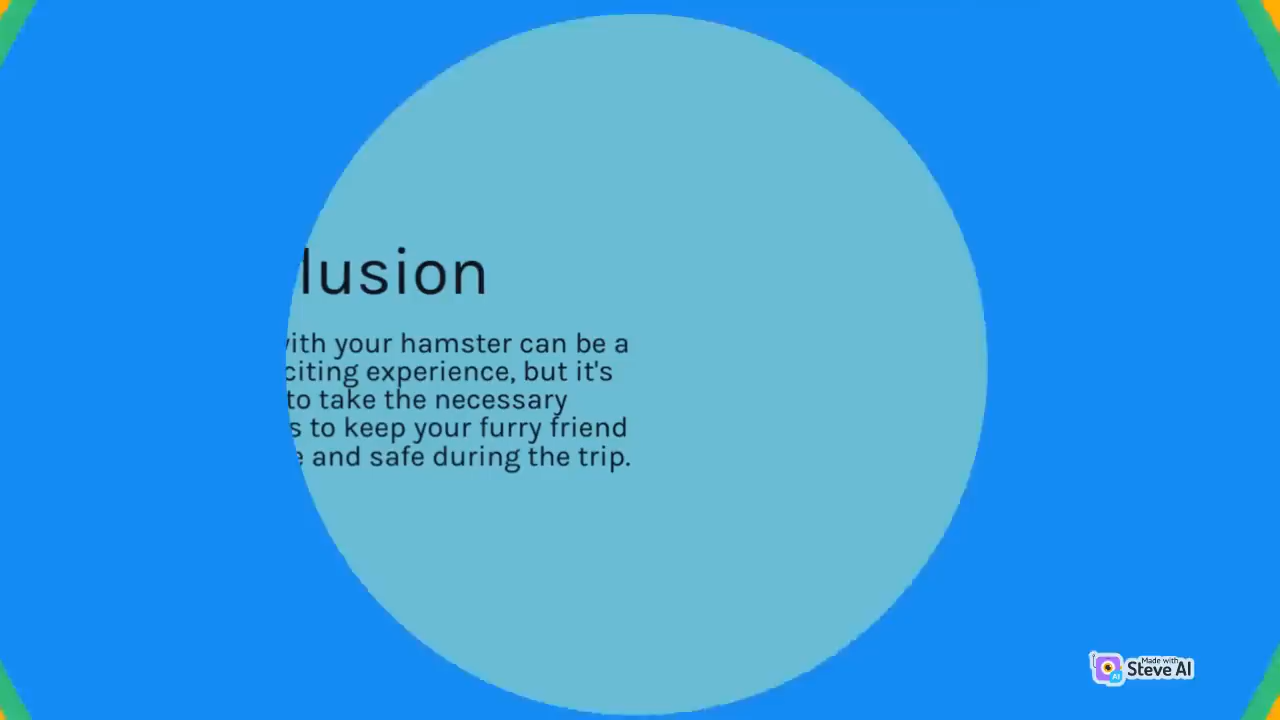 lusion
with your hamster can be a
citing experience, but it's
to take the necessary
s to keep your furry friend
e and safe during the trip.
Made with
Steve AI